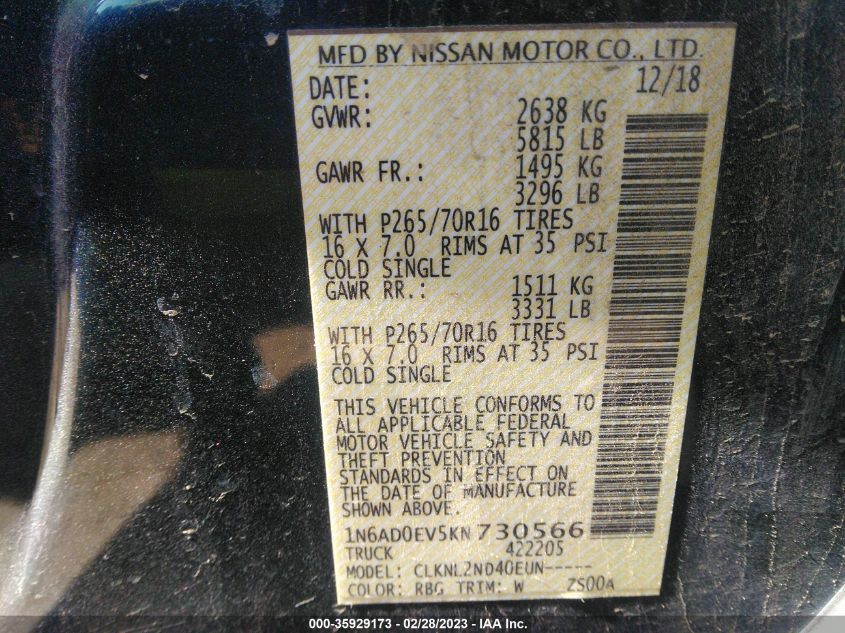 MFD BY NISSAN MOTOR CO., LTD.
DATE: 12/18
GVWR: 2638 KG
5815 LB
GAWR FR.: 1495 KG
3296 LB
WITH P265/70R16 TIRES
16 X 7.0 RIMS AT 35 PSI
COLD SINGLE
GAWR RR.: 1511 KG
3331 LB
WITH P265/70R16 TIRES
16 X 7.0 RIMS AT 35 PSI
COLD SINGLE
THIS VEHICLE CONFORMS TO
ALL APPLICABLE FEDERAL
MOTOR VEHICLE SAFETY AND
THEFT PREVENTION
STANDARDS IN EFFECT ON
THE DATE OF MANUFACTURE
SHOWN ABOVE.
1N6AD0EV5KN730566
TRUCK 422205
MODEL: CLKNL2ND40EUN-----
COLOR: RBG TRIM: W ZS00A
000-35929173 - 02/28/2023 - IAA Inc.